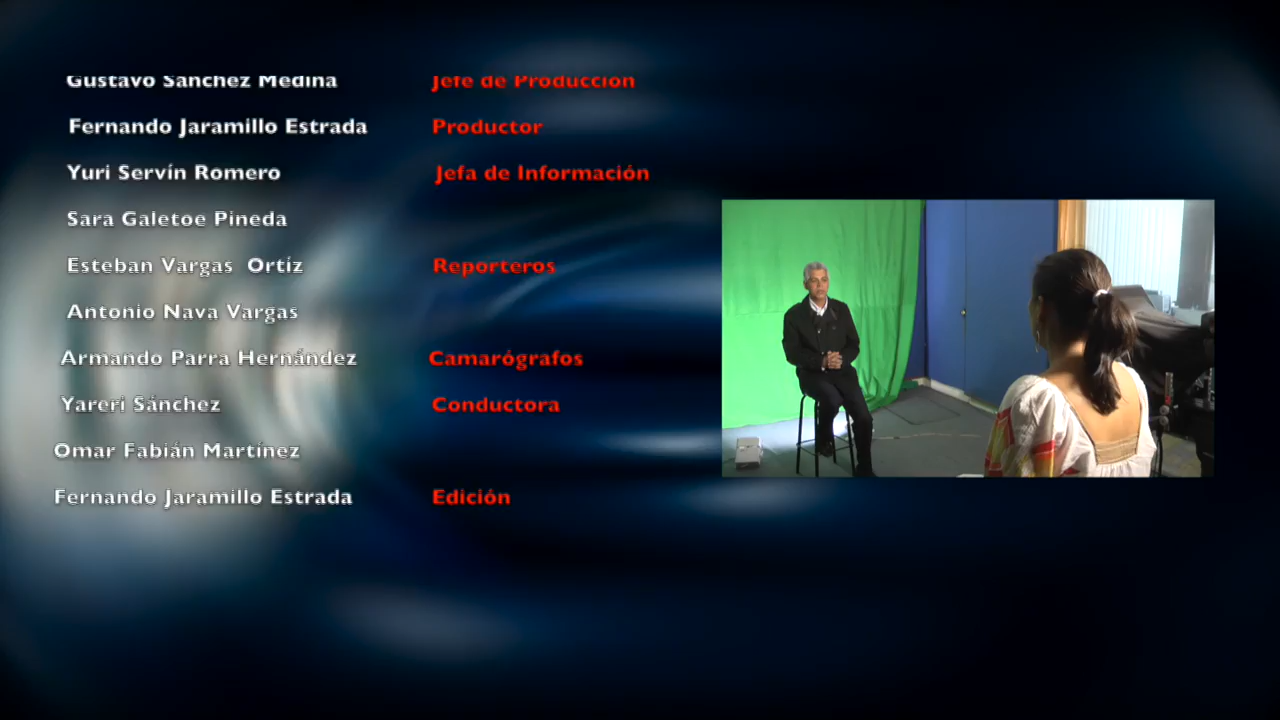 Gustavo Sánchez Medina Jefe de Producción
Fernando Jaramillo Estrada Productor
Yuri Servín Romero Jefa de Información
Sara Galetoe Pineda
Esteban Vargas Ortíz Reporteros
Antonio Nava Vargas
Armando Parra Hernández Camarógrafos
Yareri Sánchez Conductora
Omar Fabián Martínez
Fernando Jaramillo Estrada Edición